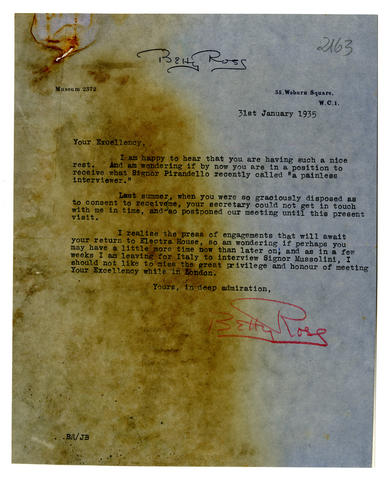 2163
Betty Ross
Museum 2372
55, Woburn Square,
W.C.1.
31st January 1935
Your Excellency,
I am happy to hear that you are having such a nice
rest. And am wondering if by now you are in a position to
receive what Signor Pirandello recently called "a painless
interviewer."
Last summer, when you were so graciously disposed as
to consent to receiveme, your secretary could not get in touch
with me in time, and so postponed our meeting until this present
visit.
I realise the press of engagements that will await
your return to Electra House, so am wondering if perhaps you
may have a little more time now than later on, and as in a few
weeks I am leaving for Italy to interview Signor Mussolini, I
should not like to miss the great privilege and honour of meeting
Your Excellency while in London.
Yours, in deep admiration,
Betty Ross
/JB